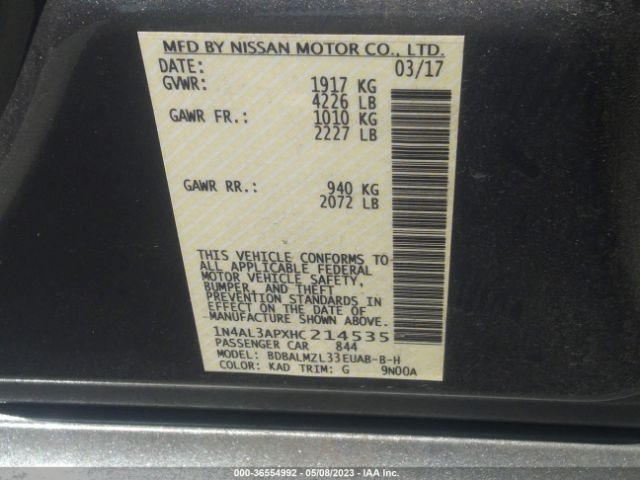 MFD BY NISSAN MOTOR CO., LTD.
DATE: 03/17
GVWR: 1917 KG
4226 LB
GAWR FR.: 1010 KG
2227 LB
GAWR RR.: 940 KG
2072 LB
THIS VEHICLE CONFORMS TO
ALL APPLICABLE FEDERAL
MOTOR VEHICLE SAFETY,
BUMPER, AND THEFT
PREVENTION STANDARDS IN
EFFECT ON THE DATE OF
MANUFACTURE SHOWN ABOVE.
1N4AL3APXHC214535
PASSENGER CAR 844
MODEL: BDBALMZL33EUAB-B-H
COLOR: KAD TRIM: G 9N00A
00-36554992 - 05/08/2023 - IAA Inc.